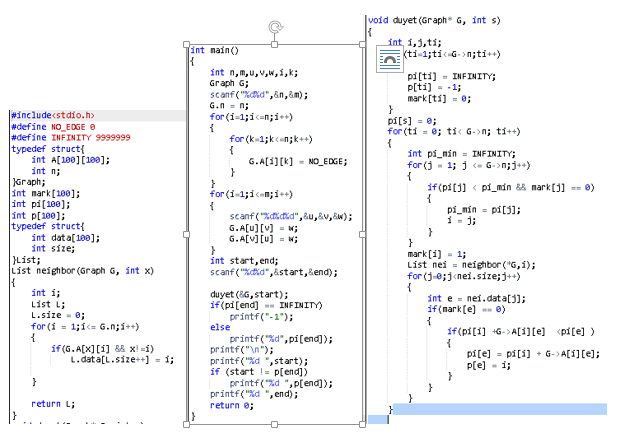 #include<stdio.h>
#define NO_EDGE 0
#define INFINITY 9999999
typedef struct{
int A[100][100];
int n;
}Graph;
int mark[100];
int pi[100];
int p[100];
typedef struct{
int data[100];
int size;
}List;
List neighbor(Graph G, int x)
{
int i;
List L;
L.size = 0;
for(i = 1;i<= G.n;i++)
{
if(G.A[x][i] && x!=i)
L.data[L.size++] = i;
}
return L;
}
int main()
{
int n,m,u,v,w,i,k;
Graph G;
scanf("%d%d",&n,&m);
G.n = n;
for(i=1;i<=n;i++)
{
for(k=1;k<=n;k++)
{
G.A[i][k] = NO_EDGE;
}
}
for(i=1;i<=m;i++)
{
scanf("%d%d%d",&u,&v,&w);
G.A[u][v] = w;
G.A[v][u] = w;
}
int start,end;
scanf("%d%d",&start,&end);
duyet(&G,start);
if(pi[end] == INFINITY)
printf("-1");
else
printf("%d",pi[end]);
printf("\n");
printf("%d ",start);
if (start != p[end])
printf("%d ",p[end]);
printf("%d ",end);
return 0;
}
void duyet(Graph* G, int s)
{
int i,j,ti;
(ti=1;ti<=G->n;ti++)
pi[ti] = INFINITY;
p[ti] = -1;
mark[ti] = 0;
}
pi[s] = 0;
for(ti = 0; ti< G->n; ti++)
{
int pi_min = INFINITY;
for(j = 1; j <= G->n;j++)
{
if(pi[j] < pi_min && mark[j] == 0)
{
pi_min = pi[j];
i = j;
}
}
mark[i] = 1;
List nei = neighbor(*G,i);
for(j=0;j<nei.size;j++)
{
int e = nei.data[j];
if(mark[e] == 0)
{
if(pi[i] +G->A[i][e] <pi[e] )
{
pi[e] = pi[i] + G->A[i][e];
p[e] = i;
}
}
}
}